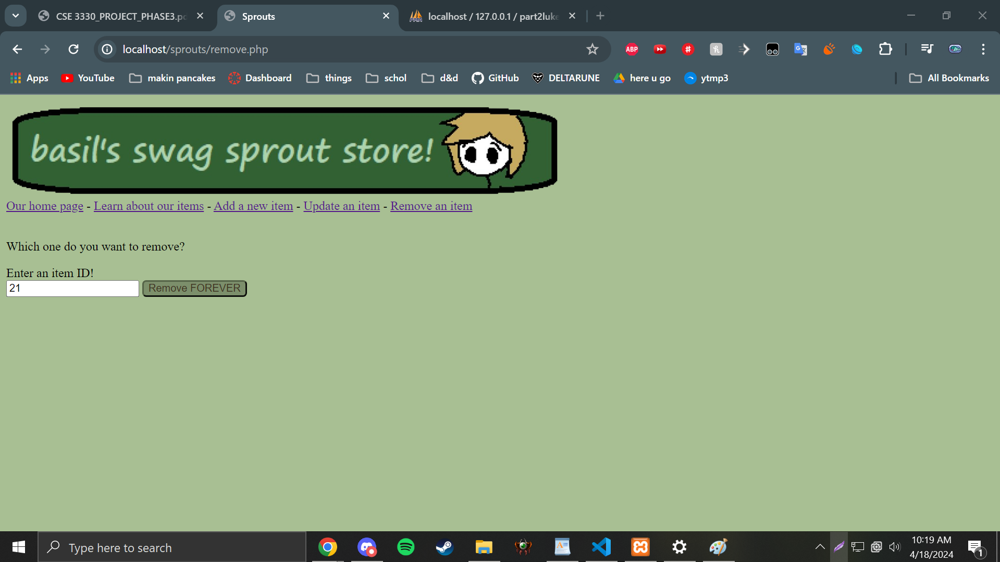 CSE 3330_PROJECT_PHASE3.pd
Sprouts
localhost / 127.0.0.1 / part2luke
localhost/sprouts/remove.php
ABP
Apps
YouTube
makin pancakes
Dashboard
things
schol
d&d
GitHub
DELTARUNE
here u go
ytmp3
All Bookmarks
basil's swag sprout store!
Our home page - Learn about our items - Add a new item - Update an item - Remove an item
Which one do you want to remove?
Enter an item ID!
21 Remove FOREVER
Type here to search
10:19 AM
4/18/2024
1